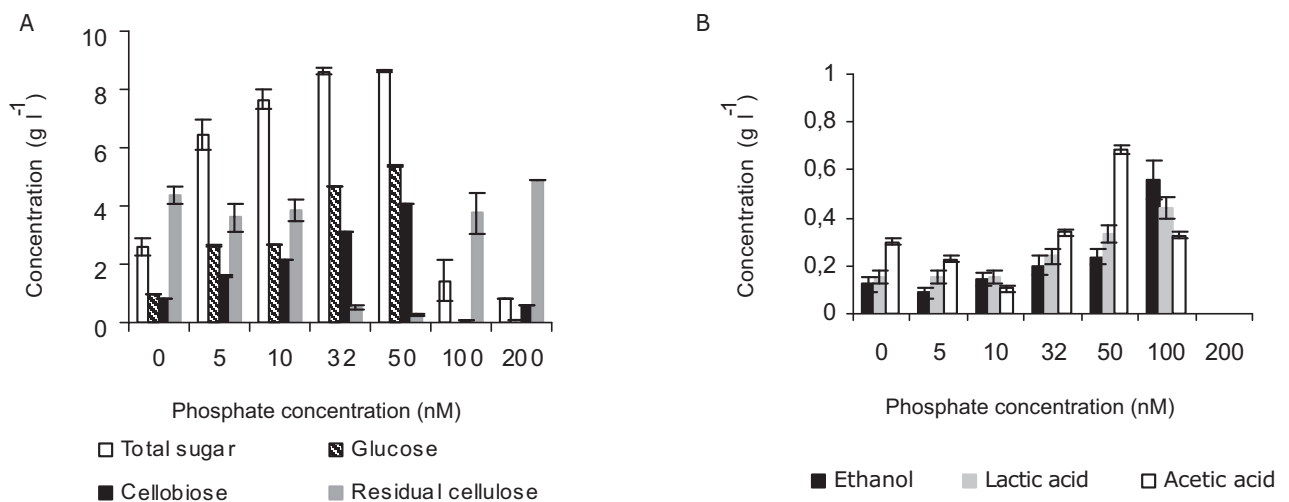 A
10
8
6
4
2
0
Concentration (g l-1)
0 5 10 32 50 100 200
Phosphate concentration (nM)
Total sugar Glucose
Cellobiose Residual cellulose
B
1
0,8
0,6
0,4
0,2
0
Concentration (g l-1)
0 5 10 32 50 100 200
Phosphate concentration (nM)
Ethanol Lactic acid Acetic acid